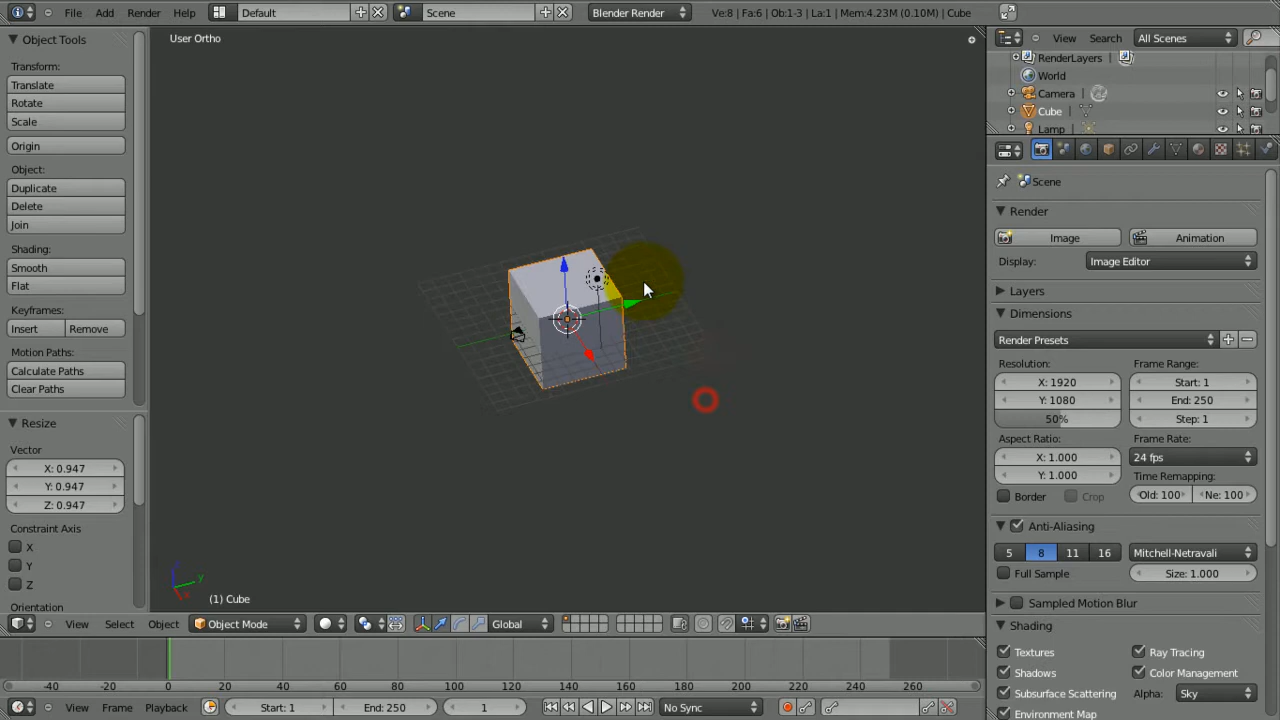 File Add Render Help Default Scene Blender Render Ve:8 | Fa:6 | Ob:1-3 | La:1 | Mem:4.23M (0.10M) | Cube
Object Tools
Transform:
Translate
Rotate
Scale
Origin
Object:
Duplicate
Delete
Join
Shading:
Smooth
Flat
Keyframes:
Insert Remove
Motion Paths:
Calculate Paths
Clear Paths
Resize
Vector
X: 0.947
Y: 0.947
Z: 0.947
Constraint Axis
X
Y
Z
Orientation
User Ortho
z
y
x
(1) Cube
View Select Object Object Mode Global
View Search All Scenes
RenderLayers
World
Camera
Cube
Lamp
Scene
Render
Image Animation
Display: Image Editor
Layers
Dimensions
Render Presets
Resolution: Frame Range:
X: 1920 Start: 1
Y: 1080 End: 250
50% Step: 1
Aspect Ratio: Frame Rate:
X: 1.000 24 fps
Y: 1.000 Time Remapping:
Border Crop Old: 100 Ne: 100
Anti-Aliasing
5 8 11 16 Mitchell-Netravali
Full Sample Size: 1.000
Sampled Motion Blur
Shading
Textures Ray Tracing
Shadows Color Management
Subsurface Scattering Alpha: Sky
Environment Map
-40 -20 0 20 40 60 80 100 120 140 160 180 200 220 240 260
View Frame Playback Start: 1 End: 250 1 No Sync